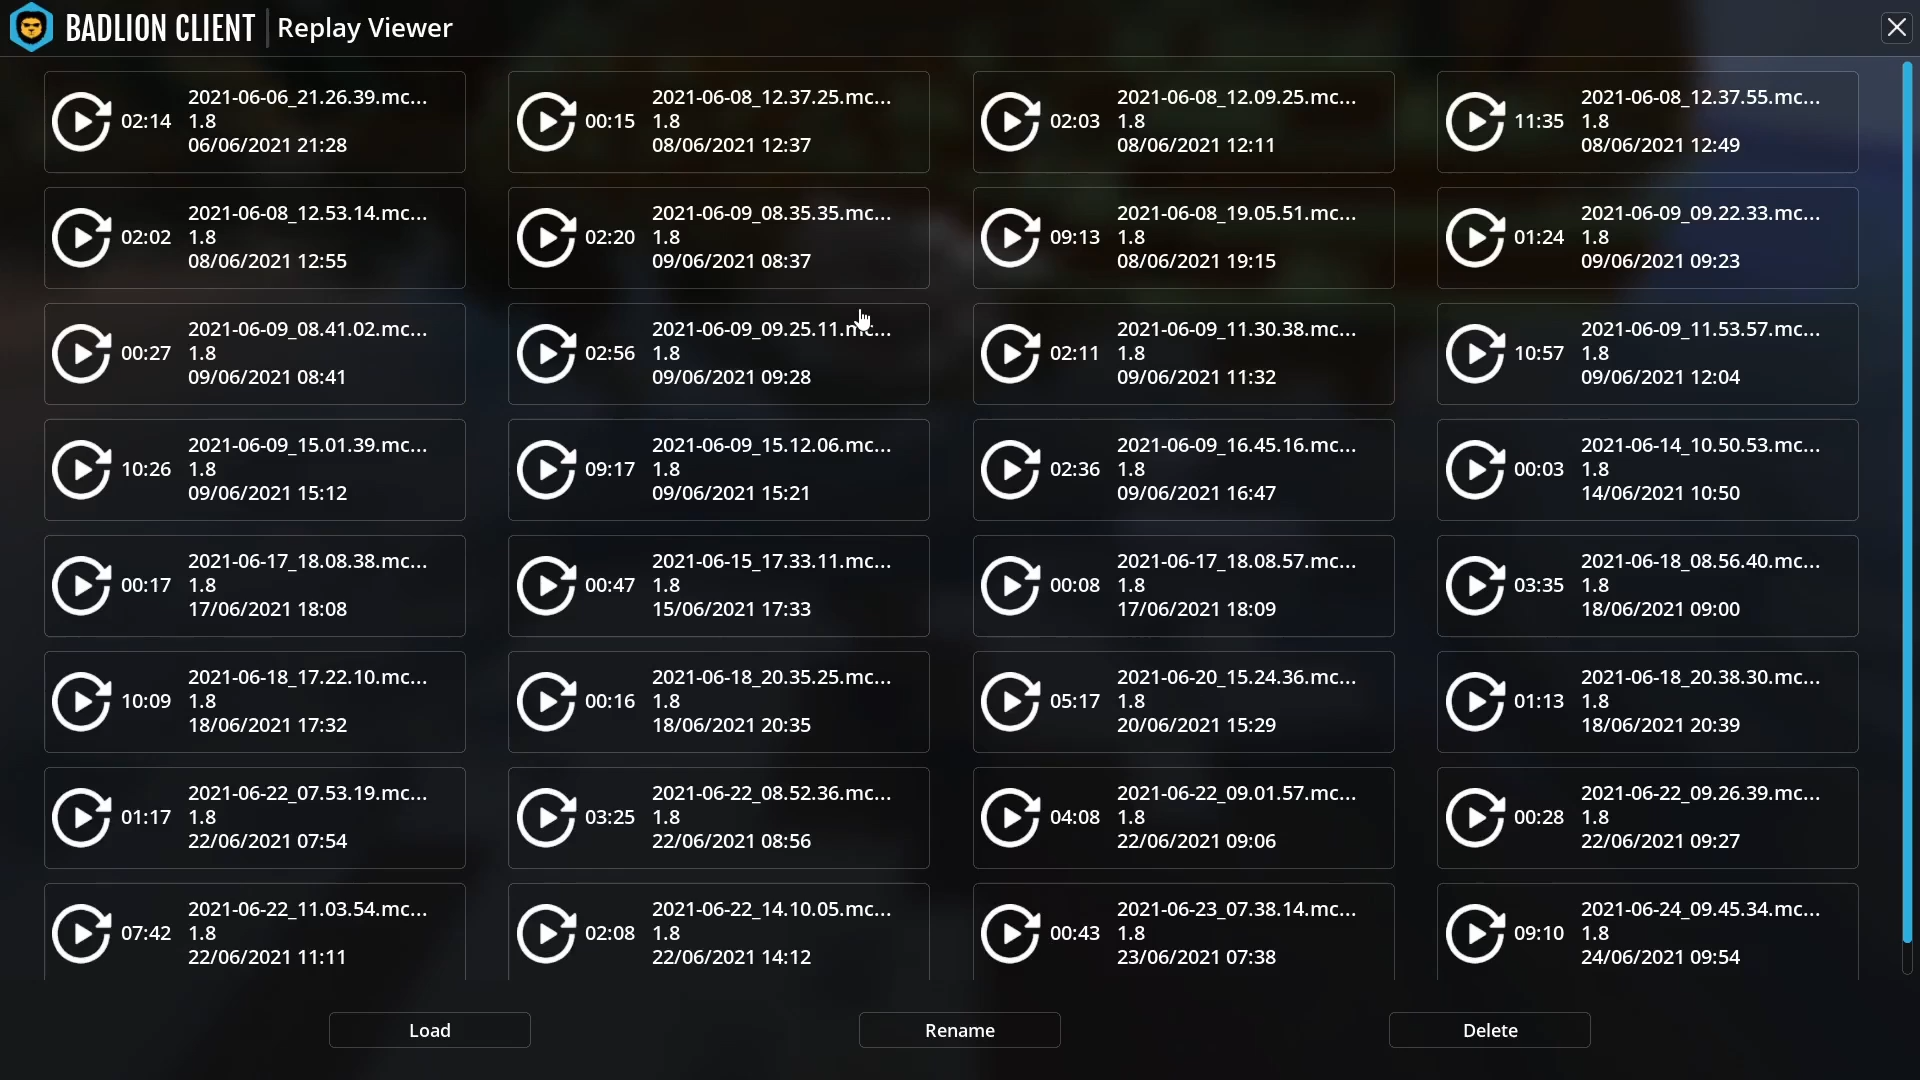 BADLION CLIENT Replay Viewer
02:14
2021-06-06_21.26.39.mc...
1.8
06/06/2021 21:28
00:15
2021-06-08_12.37.25.mc...
1.8
08/06/2021 12:37
02:03
2021-06-08_12.09.25.mc...
1.8
08/06/2021 12:11
11:35
2021-06-08_12.37.55.mc...
1.8
08/06/2021 12:49
02:02
2021-06-08_12.53.14.mc...
1.8
08/06/2021 12:55
02:20
2021-06-09_08.35.35.mc...
1.8
09/06/2021 08:37
09:13
2021-06-08_19.05.51.mc...
1.8
08/06/2021 19:15
01:24
2021-06-09_09.22.33.mc...
1.8
09/06/2021 09:23
00:27
2021-06-09_08.41.02.mc...
1.8
09/06/2021 08:41
02:56
2021-06-09_09.25.11.mc...
1.8
09/06/2021 09:28
02:11
2021-06-09_11.30.38.mc...
1.8
09/06/2021 11:32
10:57
2021-06-09_11.53.57.mc...
1.8
09/06/2021 12:04
10:26
2021-06-09_15.01.39.mc...
1.8
09/06/2021 15:12
09:17
2021-06-09_15.12.06.mc...
1.8
09/06/2021 15:21
02:36
2021-06-09_16.45.16.mc...
1.8
09/06/2021 16:47
00:03
2021-06-14_10.50.53.mc...
1.8
14/06/2021 10:50
00:17
2021-06-17_18.08.38.mc...
1.8
17/06/2021 18:08
00:47
2021-06-15_17.33.11.mc...
1.8
15/06/2021 17:33
00:08
2021-06-17_18.08.57.mc...
1.8
17/06/2021 18:09
03:35
2021-06-18_08.56.40.mc...
1.8
18/06/2021 09:00
10:09
2021-06-18_17.22.10.mc...
1.8
18/06/2021 17:32
00:16
2021-06-18_20.35.25.mc...
1.8
18/06/2021 20:35
05:17
2021-06-20_15.24.36.mc...
1.8
20/06/2021 15:29
01:13
2021-06-18_20.38.30.mc...
1.8
18/06/2021 20:39
01:17
2021-06-22_07.53.19.mc...
1.8
22/06/2021 07:54
03:25
2021-06-22_08.52.36.mc...
1.8
22/06/2021 08:56
04:08
2021-06-22_09.01.57.mc...
1.8
22/06/2021 09:06
00:28
2021-06-22_09.26.39.mc...
1.8
22/06/2021 09:27
07:42
2021-06-22_11.03.54.mc...
1.8
22/06/2021 11:11
02:08
2021-06-22_14.10.05.mc...
1.8
22/06/2021 14:12
00:43
2021-06-23_07.38.14.mc...
1.8
23/06/2021 07:38
09:10
2021-06-24_09.45.34.mc...
1.8
24/06/2021 09:54
Load
Rename
Delete